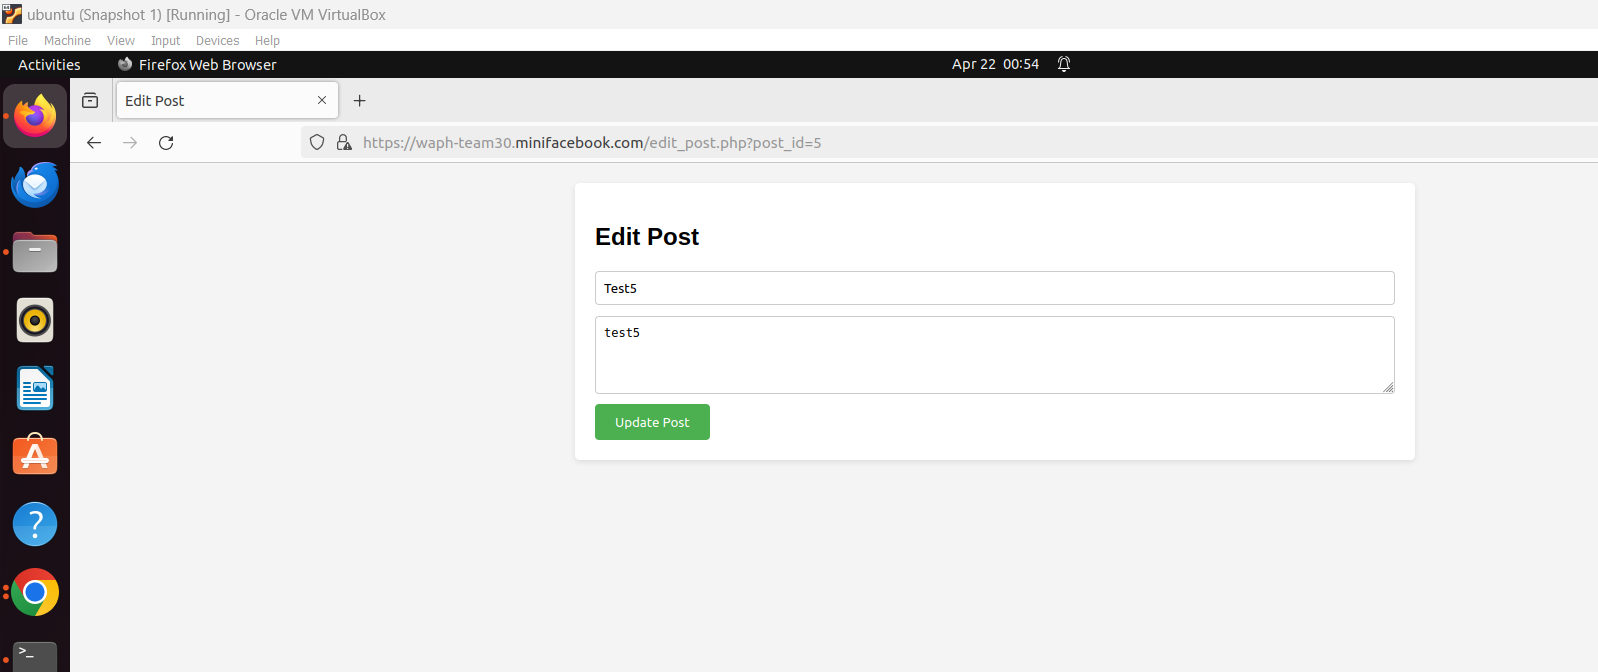 ubuntu (Snapshot 1) [Running] - Oracle VM VirtualBox
File Machine View Input Devices Help
Activities Firefox Web Browser Apr 22 00:54
Edit Post
https://waph-team30.minifacebook.com/edit_post.php?post_id=5
Edit Post
Test5
test5
Update Post